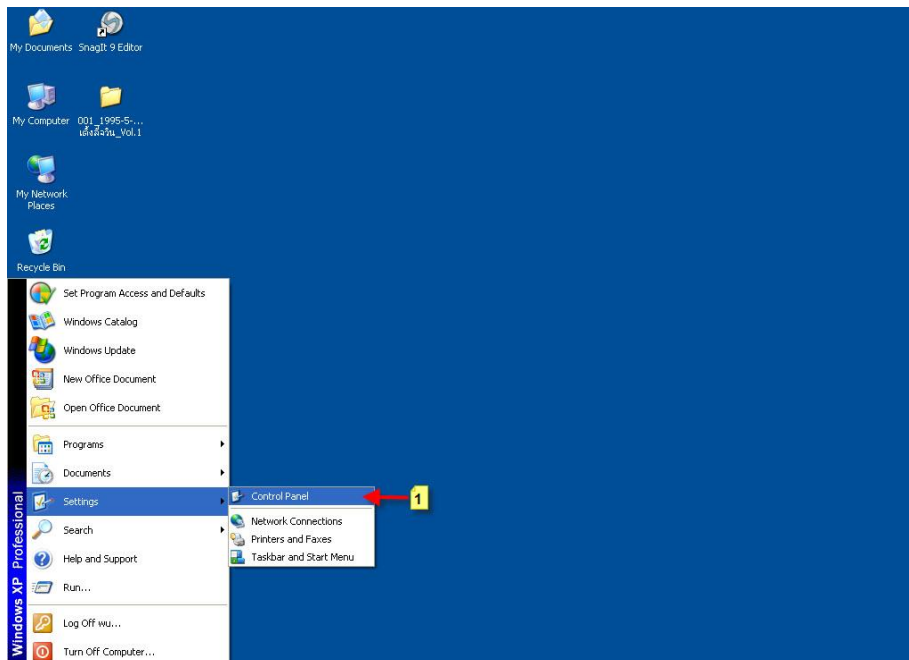 My Documents
SnagIt 9 Editor
My Computer
001_1995-5-...
เต้งสี่จวิน_Vol.1
My Network
Places
Recycle Bin
Set Program Access and Defaults
Windows Catalog
Windows Update
New Office Document
Open Office Document
Programs
Documents
Settings
Search
Help and Support
Run...
Log Off wu...
Turn Off Computer...
Windows XP Professional
Control Panel
1
Network Connections
Printers and Faxes
Taskbar and Start Menu